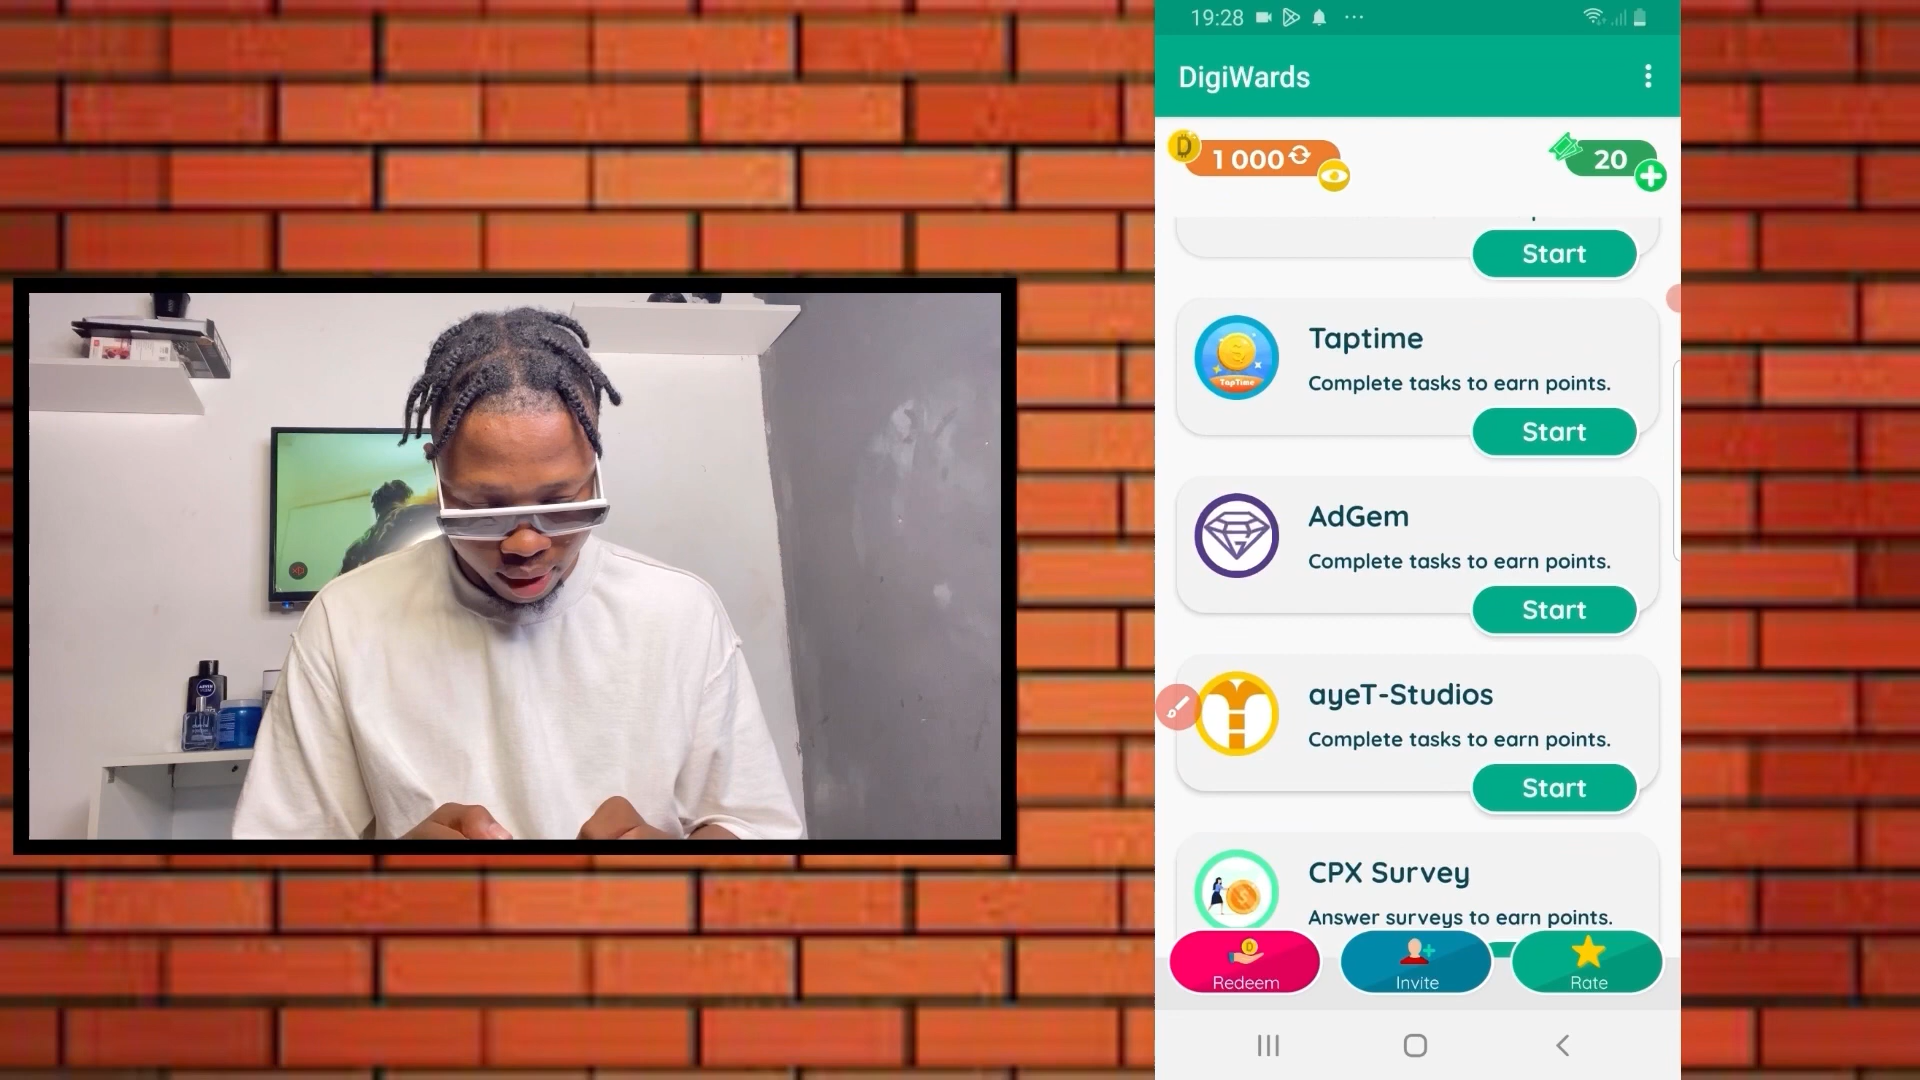 19:28
DigiWards
1 000
20
Start
Taptime
TapTime
Complete tasks to earn points.
Start
AdGem
Complete tasks to earn points.
Start
ayeT-Studios
Complete tasks to earn points.
Start
CPX Survey
Answer surveys to earn points.
Redeem
Invite
Rate